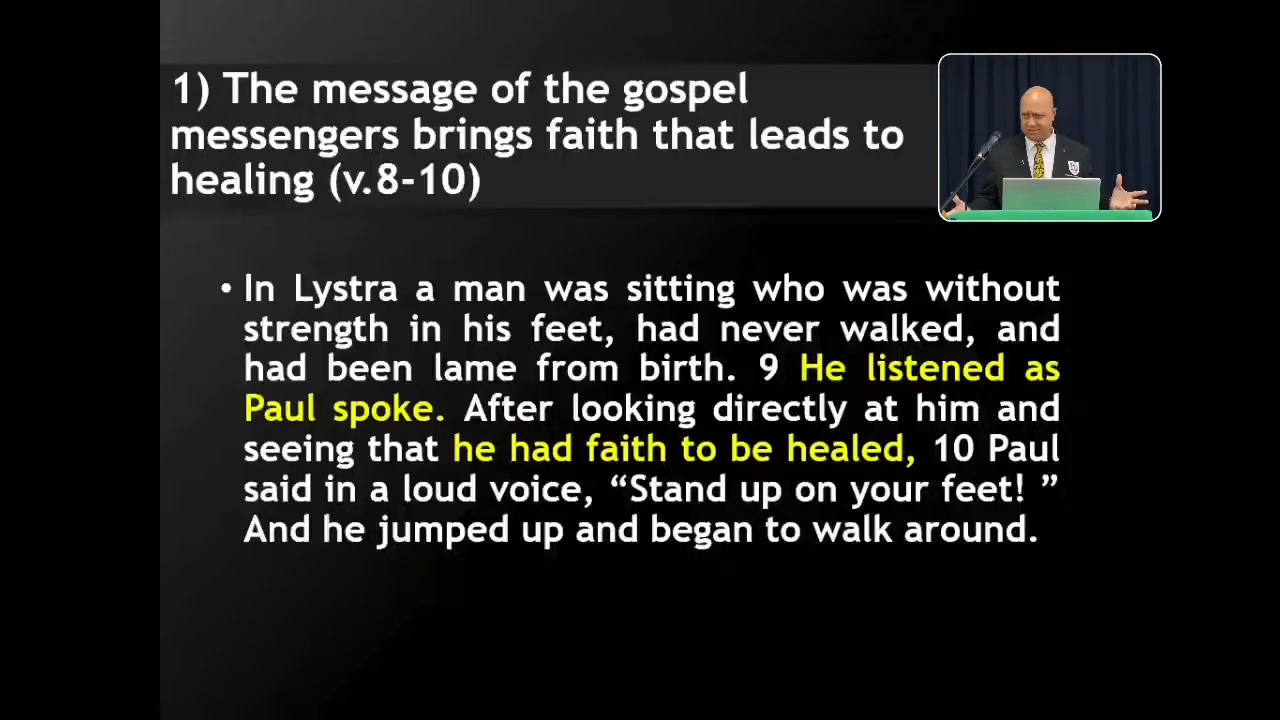 1) The message of the gospel
messengers brings faith that leads to
healing (v.8-10)
• In Lystra a man was sitting who was without
strength in his feet, had never walked, and
had been lame from birth. 9 He listened as
Paul spoke. After looking directly at him and
seeing that he had faith to be healed, 10 Paul
said in a loud voice, “Stand up on your feet! ”
And he jumped up and began to walk around.